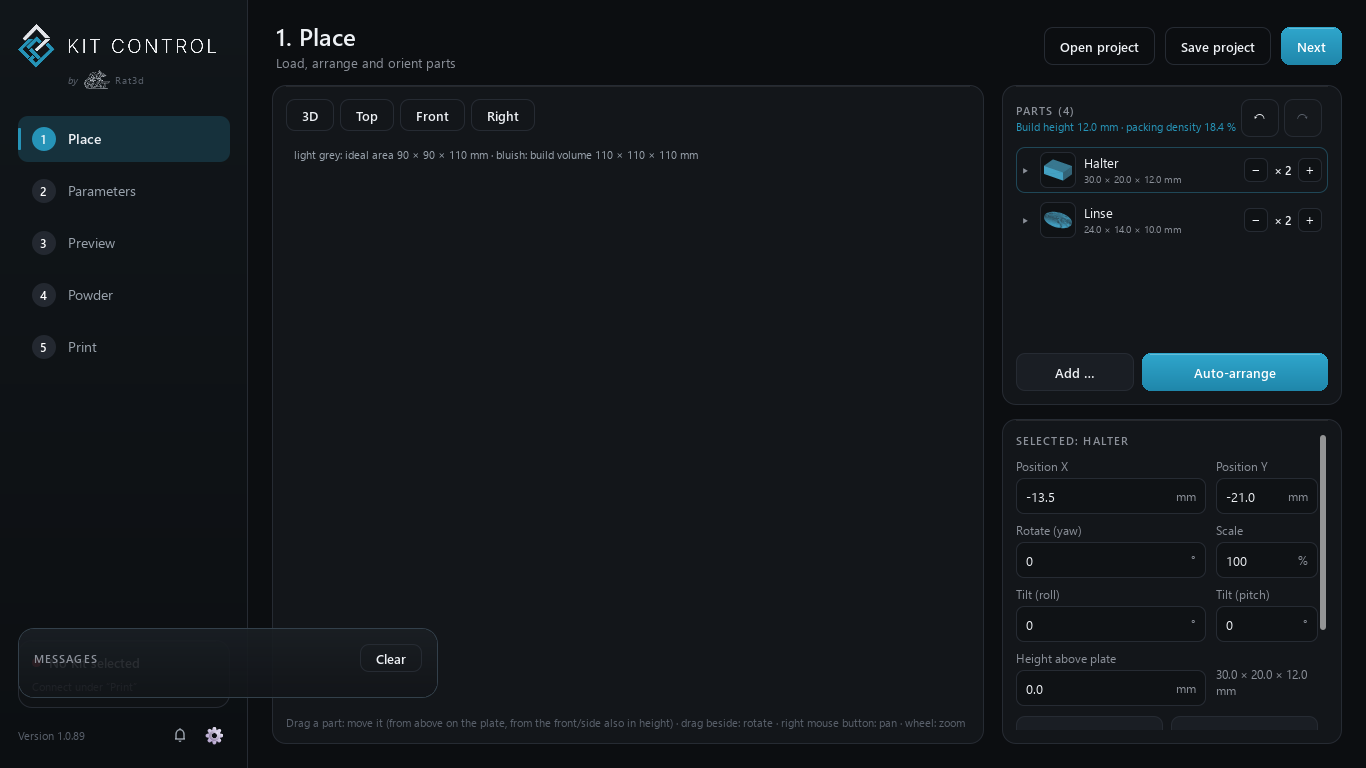 KIT CONTROL
by Rat3d
1 Place
2 Parameters
3 Preview
4 Powder
5 Print
MESSAGES
Clear
No kit selected
Connect under "Print"
Version 1.0.89
1. Place
Load, arrange and orient parts
Open project
Save project
Next
3D
Top
Front
Right
light grey: ideal area 90 × 90 × 110 mm · bluish: build volume 110 × 110 × 110 mm
Drag a part: move it (from above on the plate, from the front/side also in height) · drag beside: rotate · right mouse button: pan · wheel: zoom
PARTS (4)
Build height 12.0 mm · packing density 18.4 %
Halter
30.0 × 20.0 × 12.0 mm
− × 2 +
Linse
24.0 × 14.0 × 10.0 mm
− × 2 +
Add ...
Auto-arrange
SELECTED: HALTER
Position X
Position Y
-13.5 mm
-21.0 mm
Rotate (yaw)
Scale
0 °
100 %
Tilt (roll)
Tilt (pitch)
0 °
0 °
Height above plate
0.0 mm
30.0 × 20.0 × 12.0
mm